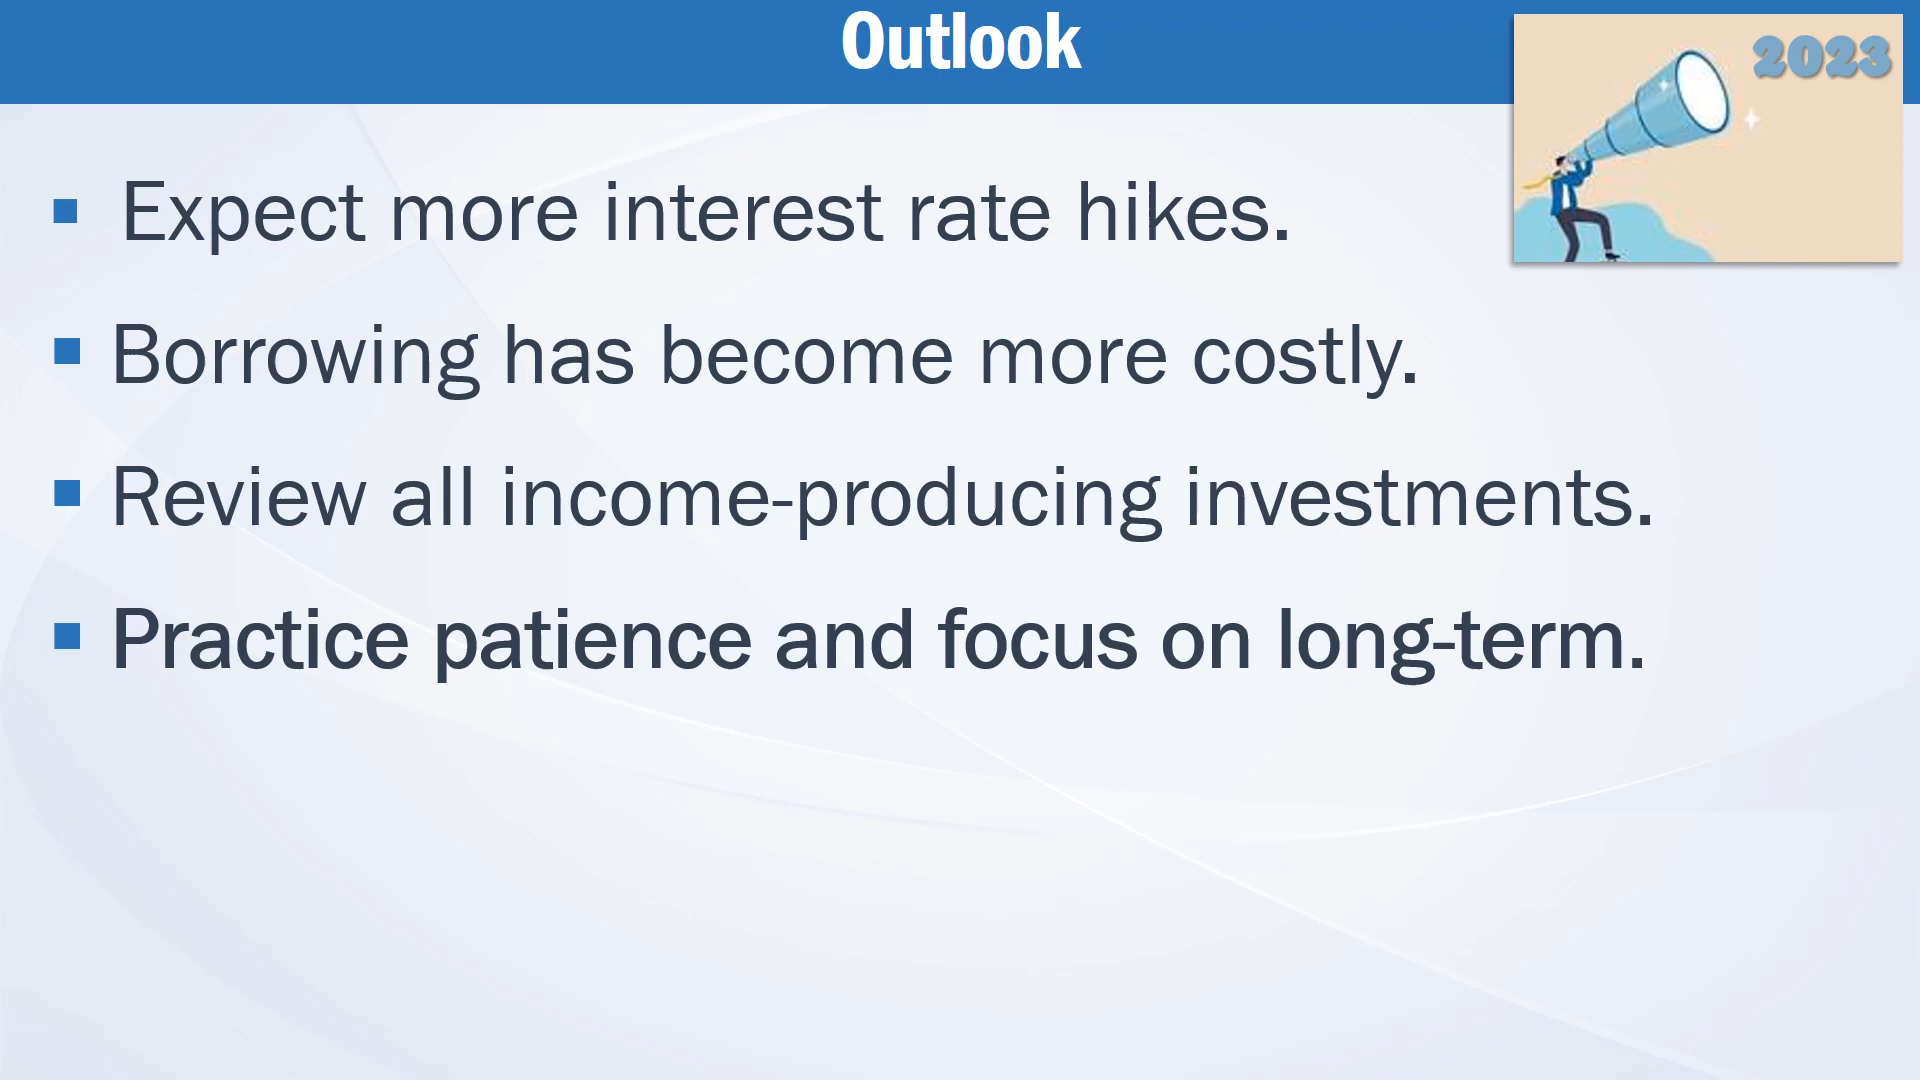 Outlook
2023
Expect more interest rate hikes.
Borrowing has become more costly.
Review all income-producing investments.
Practice patience and focus on long-term.